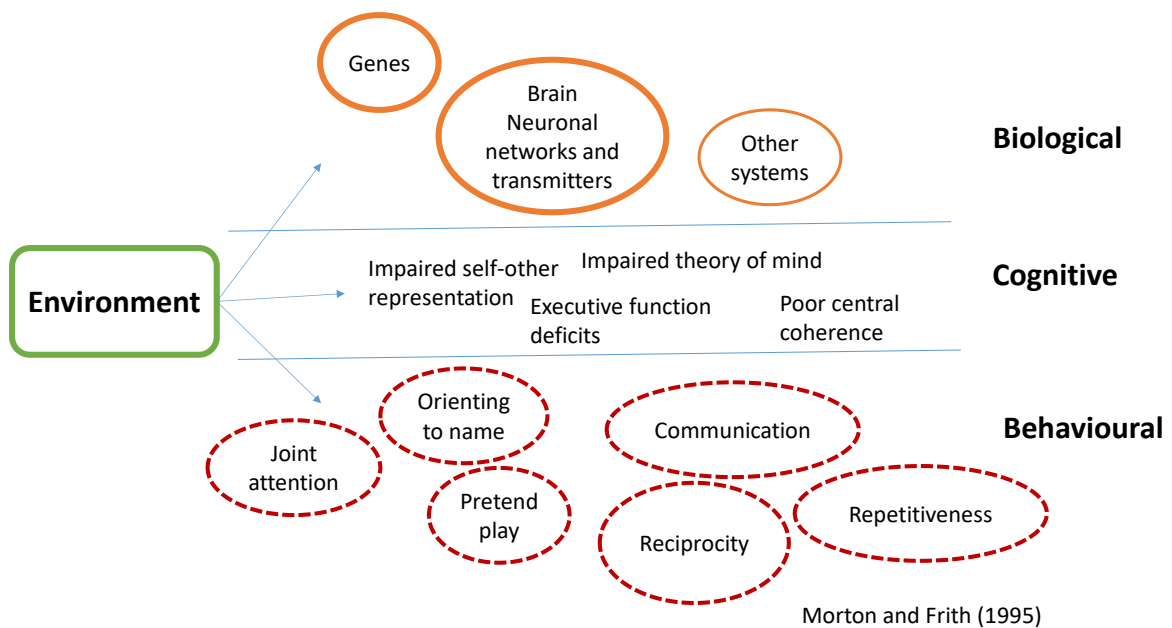 Genes
Brain
Neuronal
networks and
transmitters
Other
systems
Biological
Environment
Impaired self-other
representation
Impaired theory of mind
Executive function
deficits
Poor central
coherence
Cognitive
Joint
attention
Orienting
to name
Pretend
play
Communication
Reciprocity
Repetitiveness
Behavioural
Morton and Frith (1995)